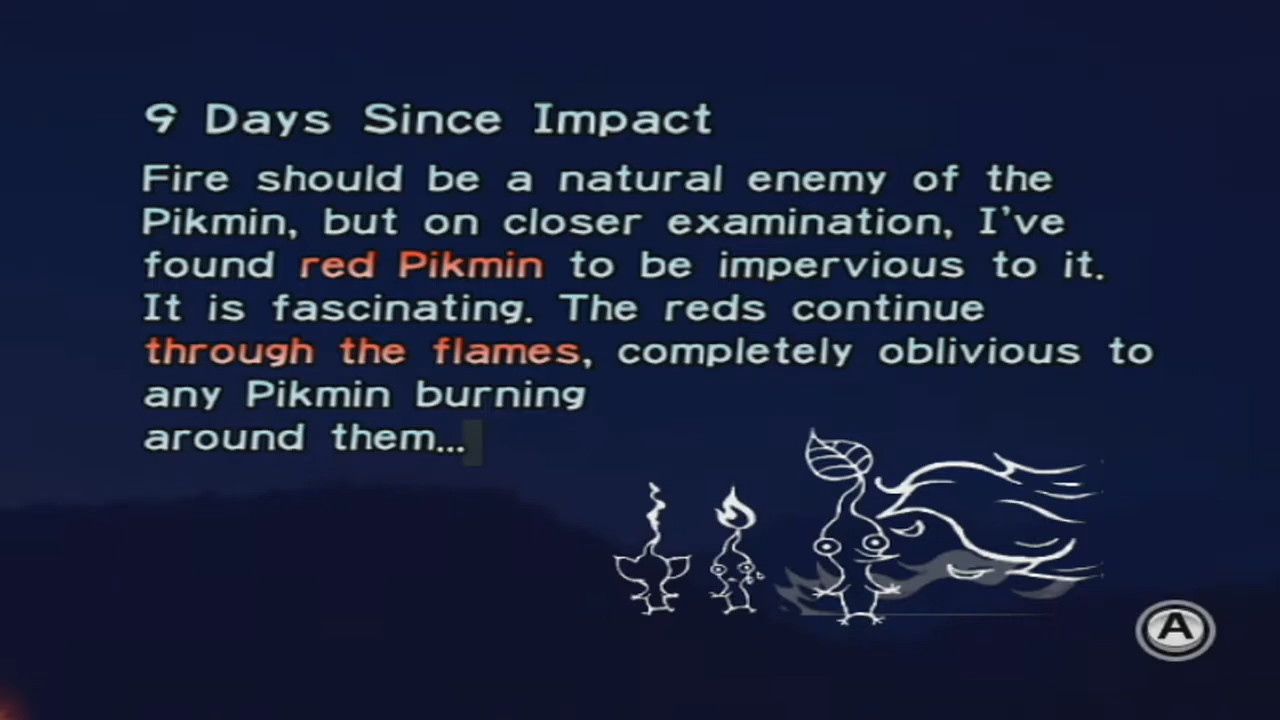 9 Days Since Impact
Fire should be a natural enemy of the
Pikmin, but on closer examination, I've
found red Pikmin to be impervious to it.
It is fascinating. The reds continue
through the flames, completely oblivious to
any Pikmin burning
around them...
A